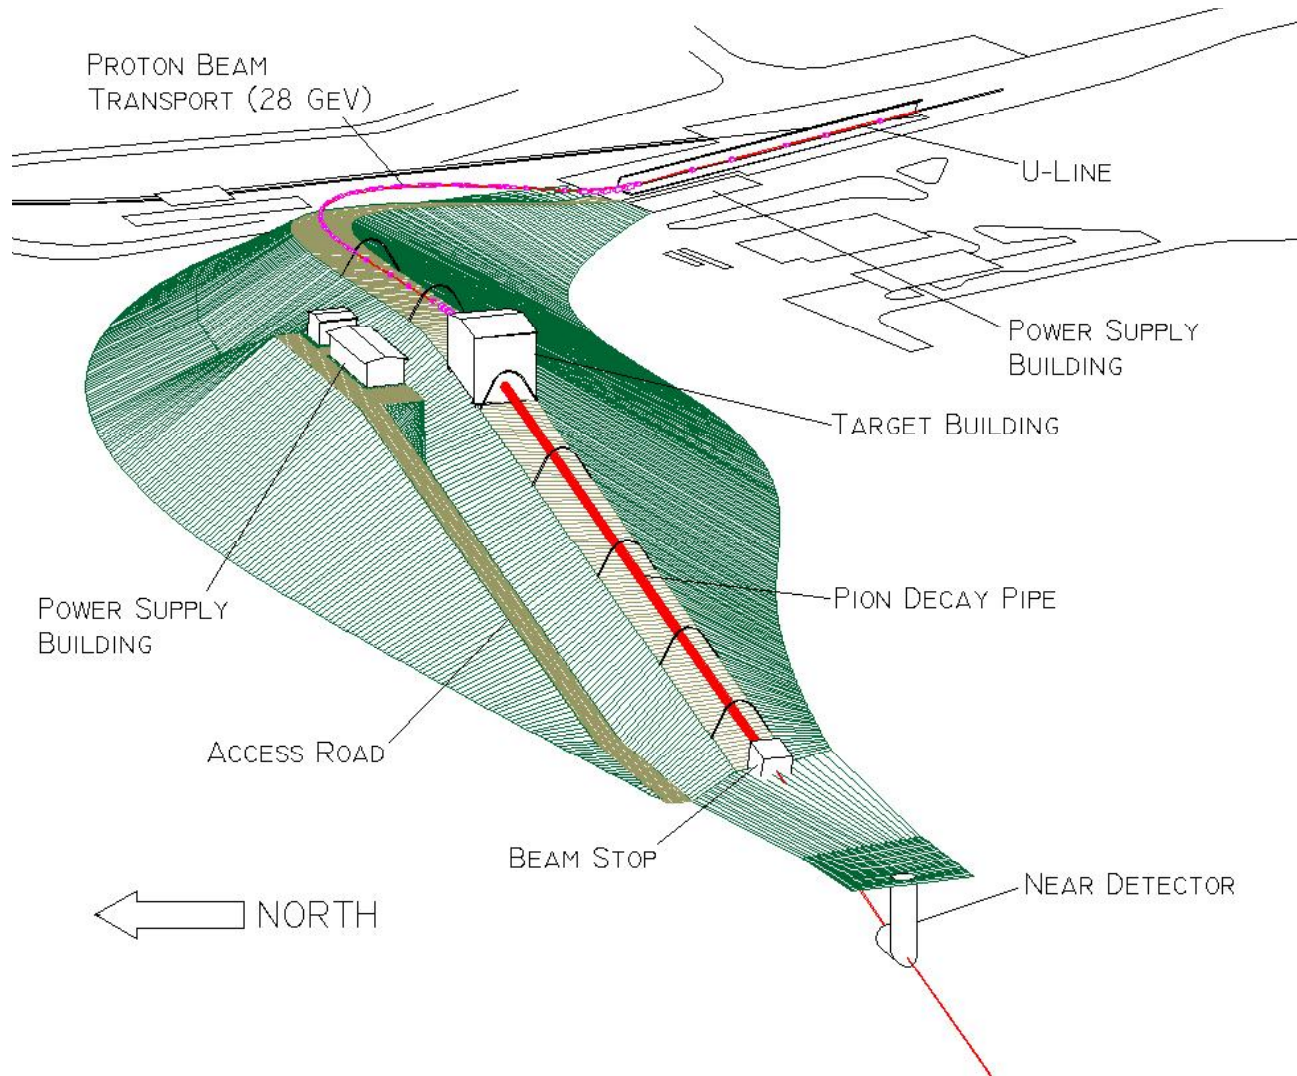 PROTON BEAM
TRANSPORT (28 GEV)
U-LINE
POWER SUPPLY
BUILDING
TARGET BUILDING
PION DECAY PIPE
POWER SUPPLY
BUILDING
ACCESS ROAD
BEAM STOP
NEAR DETECTOR
NORTH